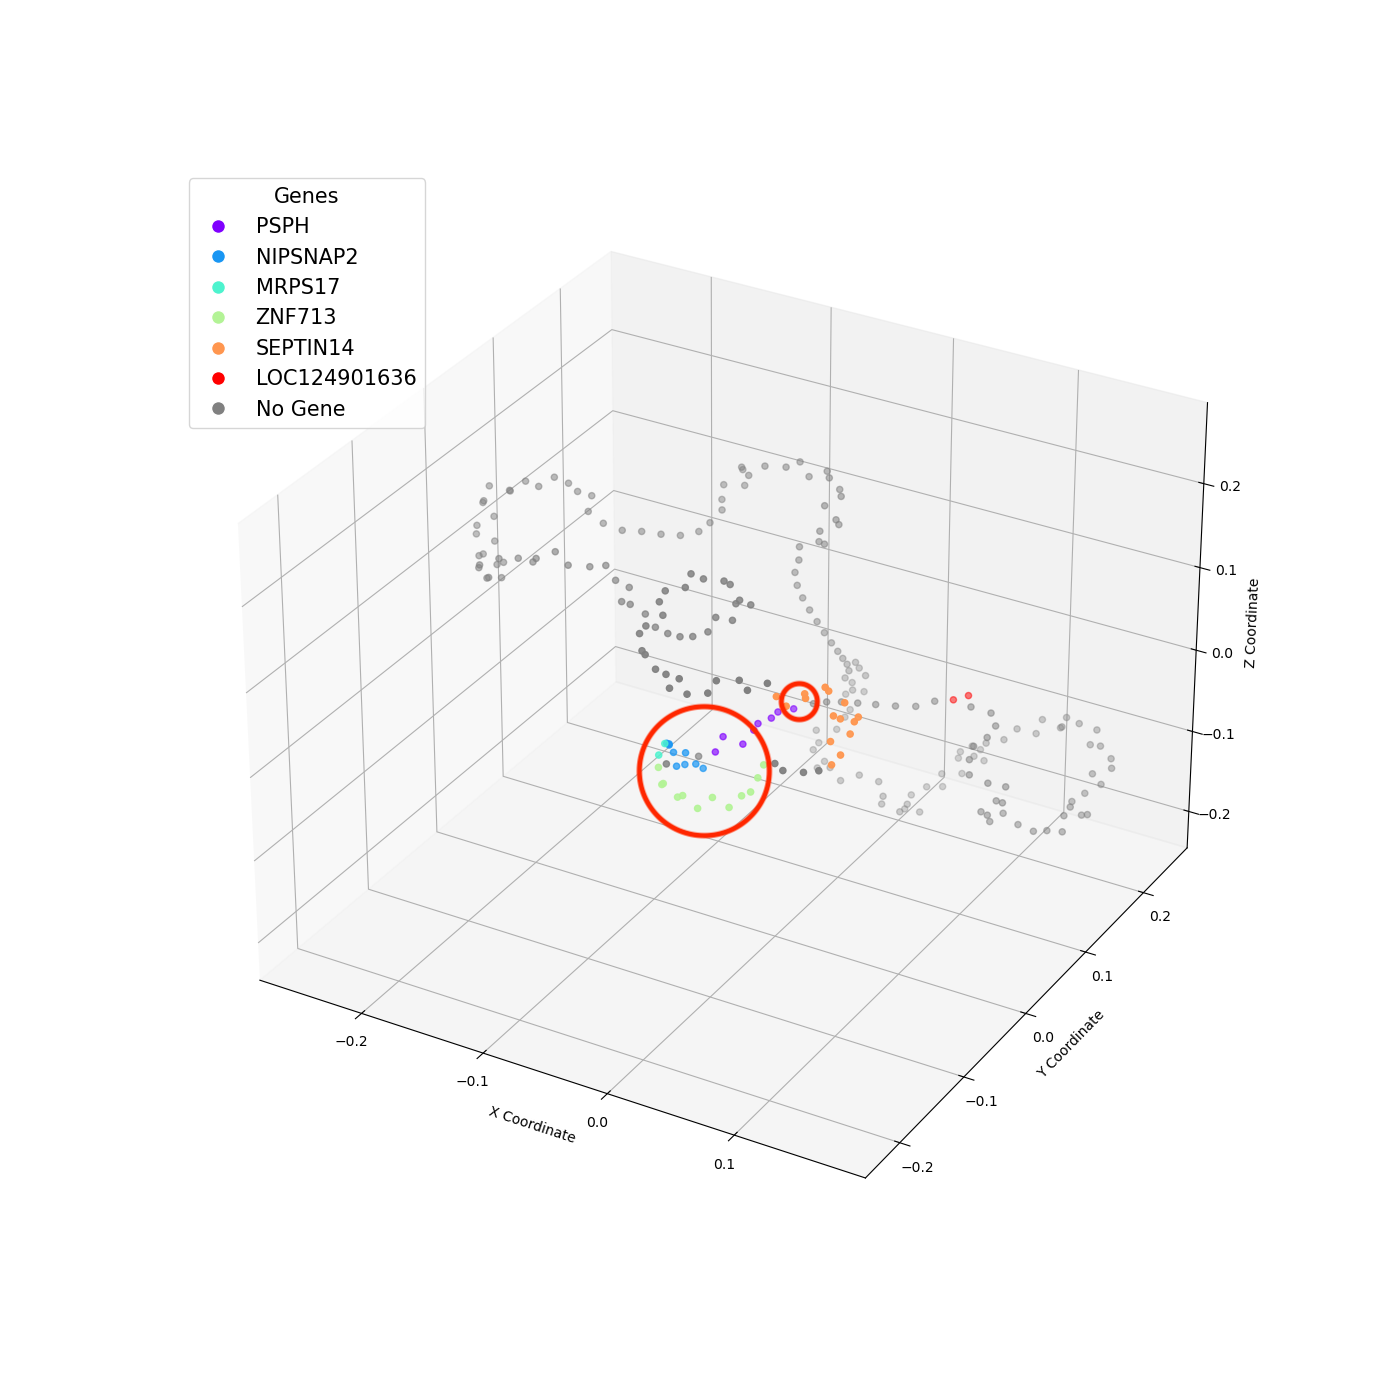 Genes
PSPH
NIPSNAP2
MRPS17
ZNF713
SEPTIN14
LOC124901636
No Gene
0.2
0.1
0.0
−0.1
−0.2
Z Coordinate
0.2
0.1
0.0
−0.1
−0.2
Y Coordinate
−0.2
−0.1
0.0
0.1
X Coordinate